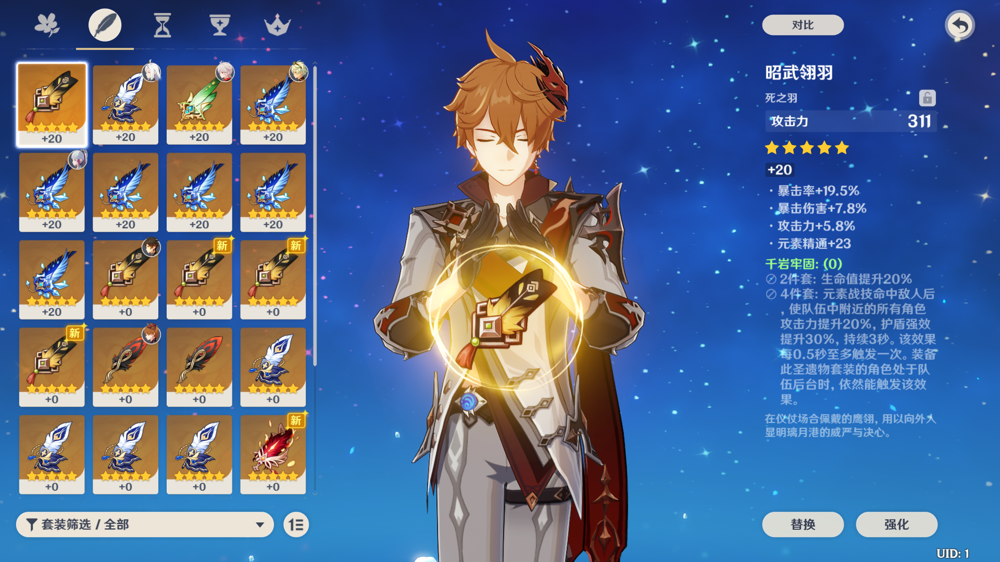 对比
昭武翎羽
死之羽
攻击力 311
+20
·暴击率+19.5%
·暴击伤害+7.8%
·攻击力+5.8%
·元素精通+23
千岩牢固: (0)
2件套: 生命值提升20%
4件套: 元素战技命中敌人后
，使队伍中附近的所有角色
攻击力提升20%, 护盾强效
提升30%, 持续3秒。该效果
每0.5秒至多触发一次。装备
此圣遗物套装的角色处于队
伍后台时, 依然能触发该效
果。
在仪仗场合佩戴的鹰翎, 用以向外人
显明璃月港的威严与决心。
+20 +20 +20 +20
+20 +20 +20 +20
新 新
+20 +0 +0 +0
新
+0 +0 +0 +0
新
+0 +0 +0 +0
套装筛选 / 全部
替换 强化
UID: 1